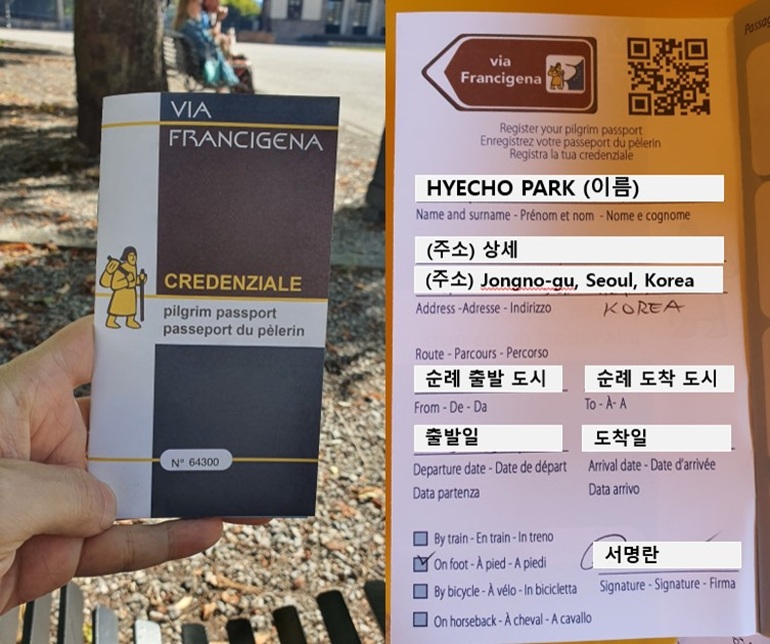 VIA
FRANCIGENA
CREDENZIALE
pilgrim passport
passeport du pèlerin
N° 64300
via
Francigena
Register your pilgrim passport
Enregistrez votre passeport du pèlerin
Registra la tua credenziale
HYECHO PARK (이름)
Name and surname - Prénom et nom - Nome e cognome
(주소) 상세
(주소) Jongno-gu, Seoul, Korea
Address -Adresse - Indirizzo KOREA
Route - Parcours - Percorso
순례 출발 도시 순례 도착 도시
From - De - Da To - À- A
출발일 도착일
Departure date - Date de départ Arrival date - Date d'arrivée
Data partenza Data arrivo
By train - En train - In treno
On foot - À pied - A piedi
서명란
By bicycle - À vélo - In bicicletta Signature - Signature - Firma
On horseback - À cheval - A cavallo